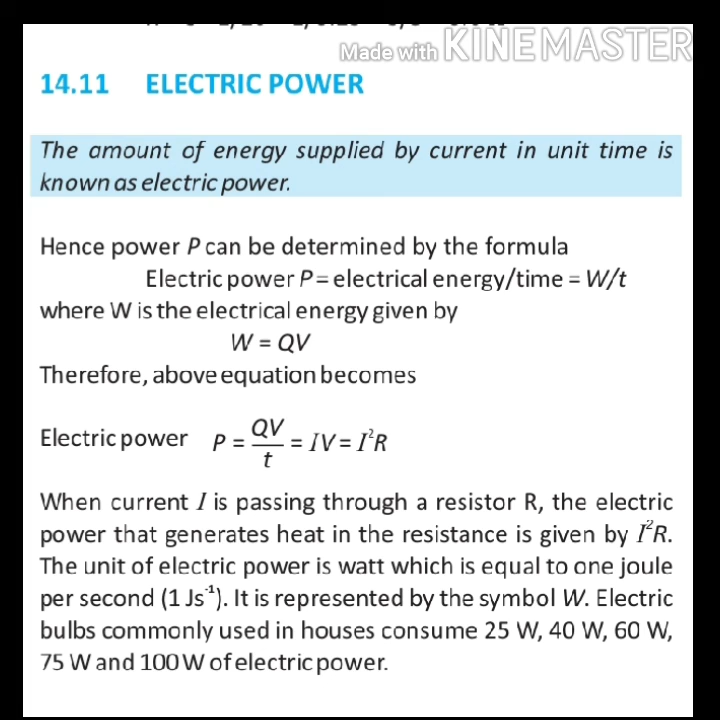 Made with KINEMASTER
14.11 ELECTRIC POWER
The amount of energy supplied by current in unit time is
known as electric power.
Hence power P can be determined by the formula
Electric power P = electrical energy/time = W/t
where W is the electrical energy given by
W = QV
Therefore, above equation becomes
Electric power P = QV/t = IV = I²R
When current I is passing through a resistor R, the electric
power that generates heat in the resistance is given by I²R.
The unit of electric power is watt which is equal to one joule
per second (1 Js⁻¹). It is represented by the symbol W. Electric
bulbs commonly used in houses consume 25 W, 40 W, 60 W,
75 W and 100 W of electric power.